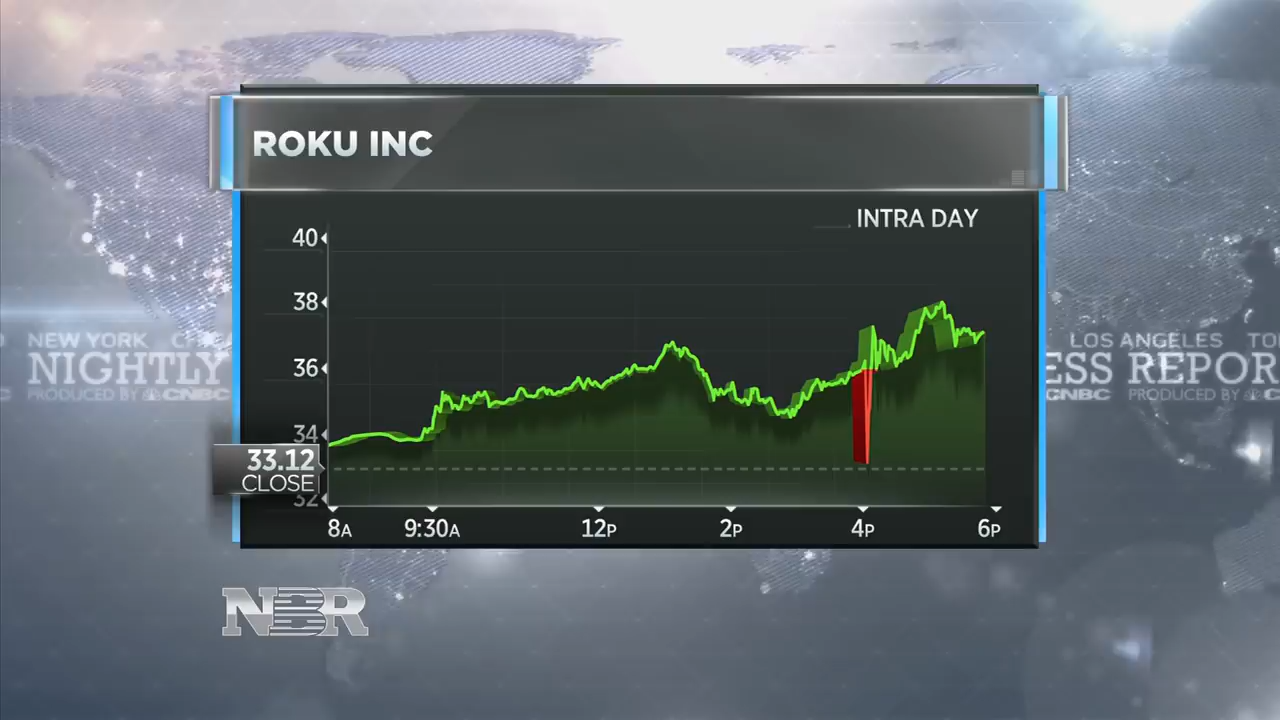 ROKU INC
INTRA DAY
40
38
36
34
33.12
CLOSE
32
8A 9:30A 12P 2P 4P 6P
NEW YORK
NIGHTLY
PRODUCED BY CNBC
LOS ANGELES
ESS REPOR
CNBC PRODUCED BY
NBR